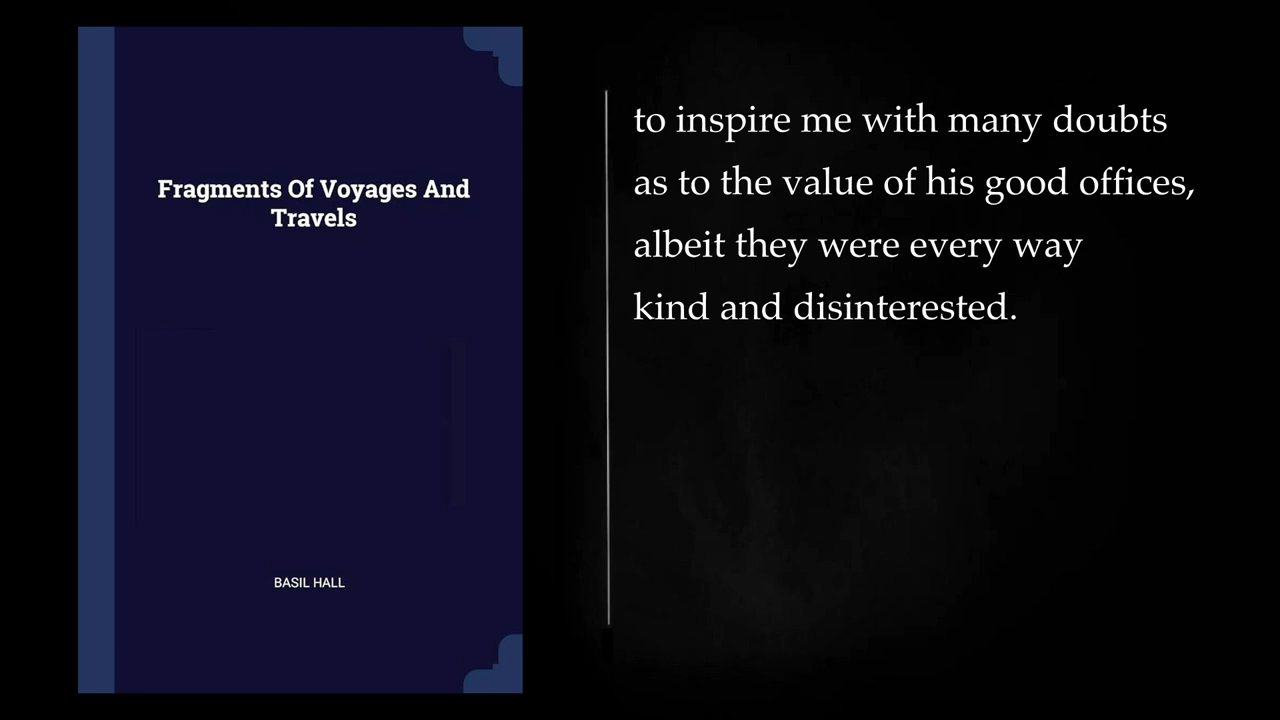 Fragments Of Voyages And
Travels
BASIL HALL
to inspire me with many doubts
as to the value of his good offices,
albeit they were every way
kind and disinterested.